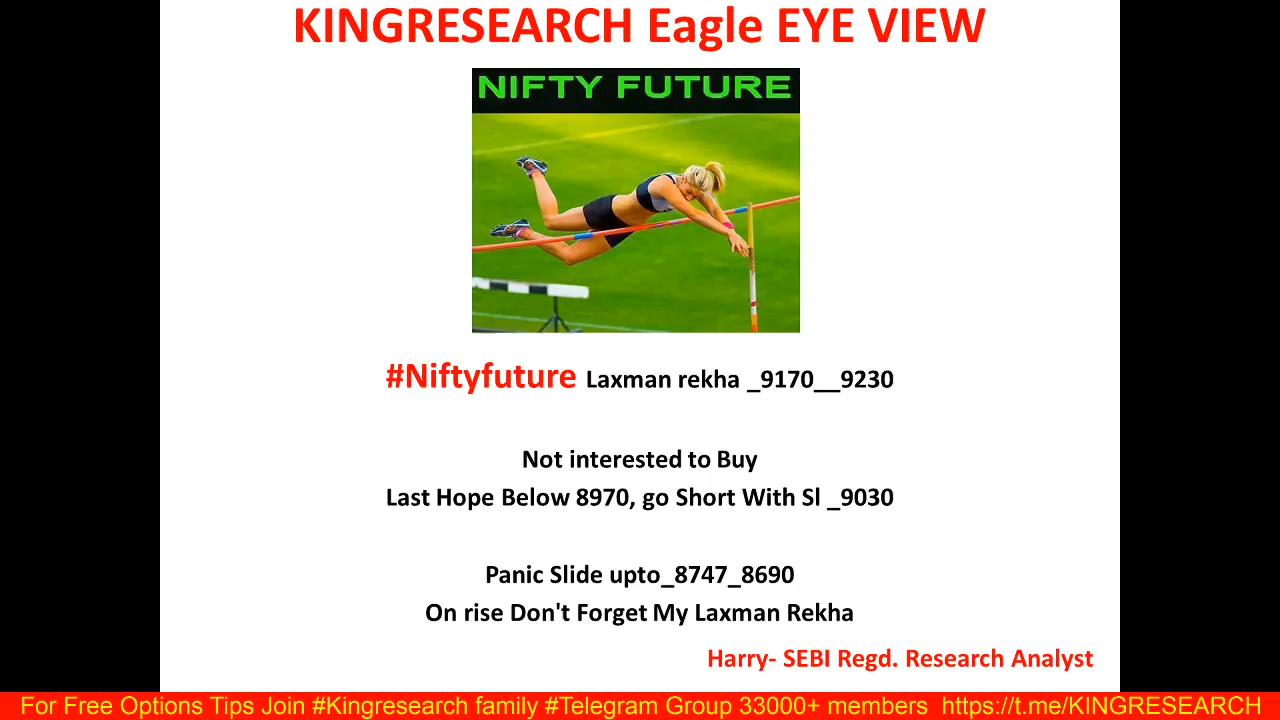 KINGRESEARCH Eagle EYE VIEW
NIFTY FUTURE
#Niftyfuture Laxman rekha _9170__9230
Not interested to Buy
Last Hope Below 8970, go Short With Sl _9030
Panic Slide upto_8747_8690
On rise Don't Forget My Laxman Rekha
Harry- SEBI Regd. Research Analyst
For Free Options Tips Join #Kingresearch family #Telegram Group 33000+ members https://t.me/KINGRESEARCH